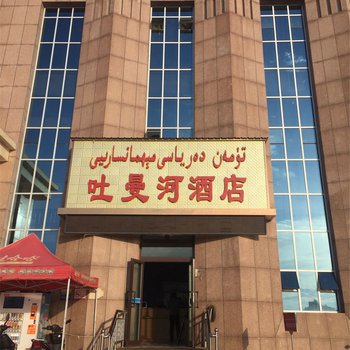 تۈمەن دەرياسى مېھمانسارىيى
吐曼河酒店